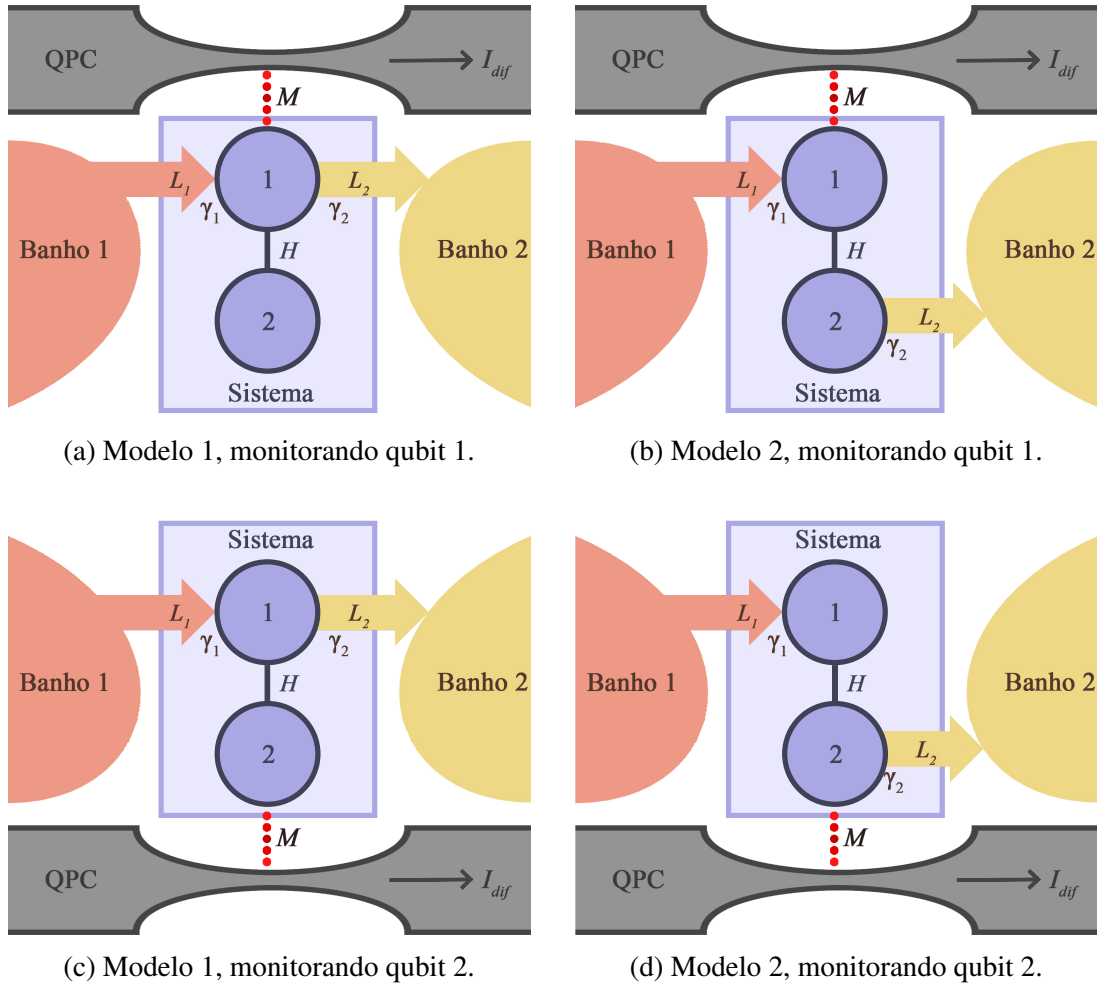 QPC
I_dif
M
Banho 1
L_1
γ_1
1
L_2
γ_2
Banho 2
H
2
Sistema
(a) Modelo 1, monitorando qubit 1.
QPC
I_dif
M
Banho 1
L_1
γ_1
1
Banho 2
H
2
L_2
γ_2
Sistema
(b) Modelo 2, monitorando qubit 1.
Sistema
Banho 1
L_1
γ_1
1
L_2
γ_2
Banho 2
H
2
M
QPC
I_dif
(c) Modelo 1, monitorando qubit 2.
Sistema
Banho 1
L_1
γ_1
1
Banho 2
H
2
L_2
γ_2
M
QPC
I_dif
(d) Modelo 2, monitorando qubit 2.